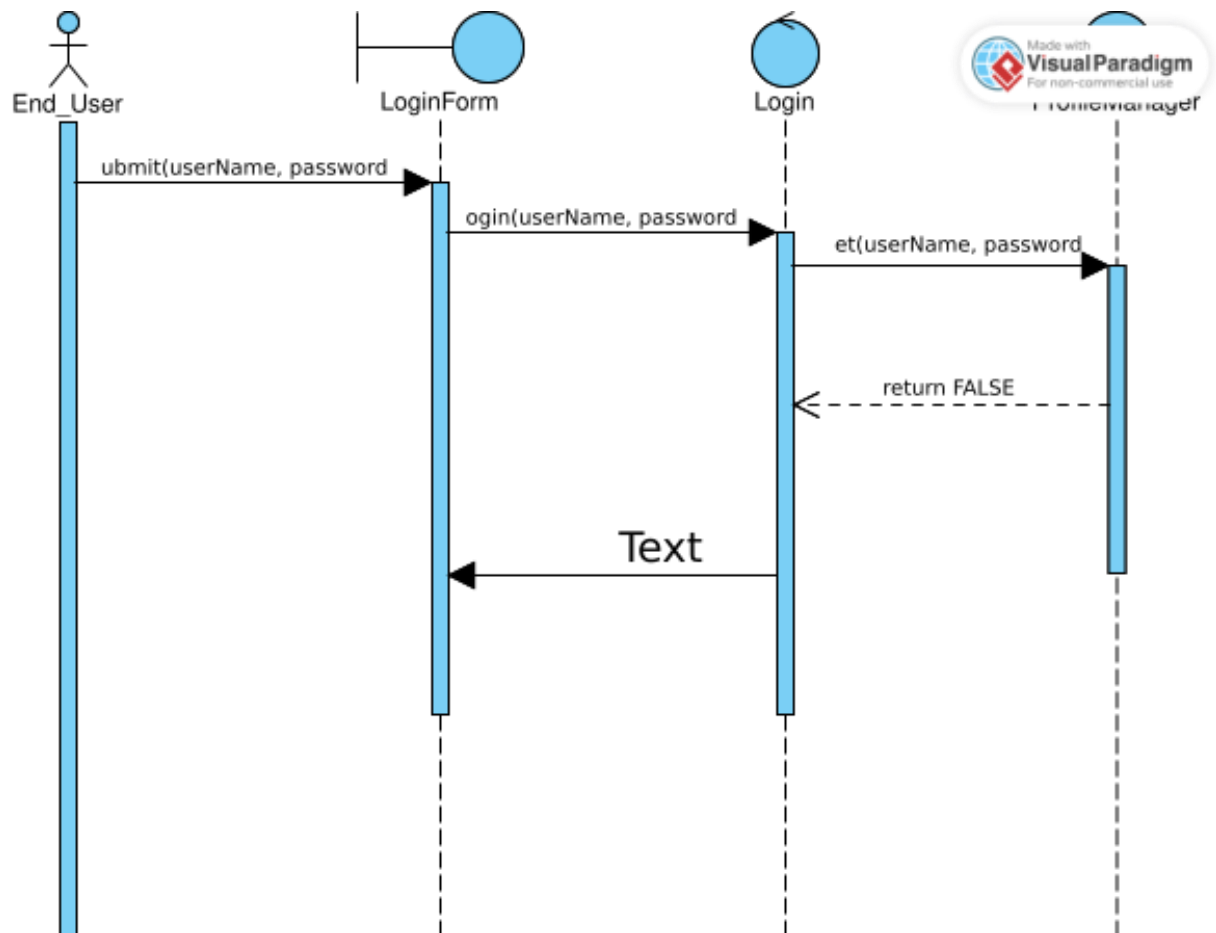 Made with
Visual Paradigm
For non-commercial use
End_User
LoginForm
Login
ProfileManager
ubmit(userName, password
ogin(userName, password
et(userName, password
return FALSE
Text